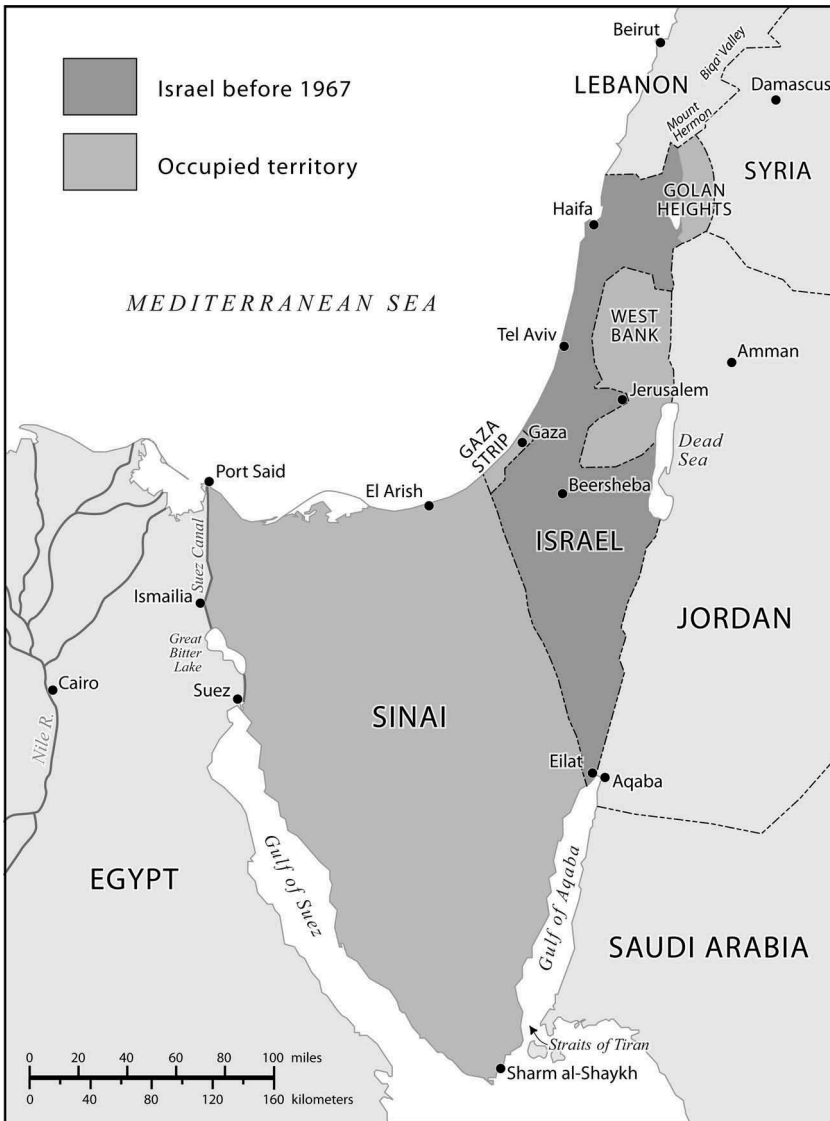 Beirut
Israel before 1967
LEBANON
Biqa' Valley
Damascus
Mount
Hermon
Occupied territory
SYRIA
GOLAN
HEIGHTS
Haifa
MEDITERRANEAN SEA
WEST
BANK
Tel Aviv
Amman
Jerusalem
GAZA
STRIP
Gaza
Dead
Sea
Port Said
El Arish
Beersheba
ISRAEL
Suez Canal
Ismailia
JORDAN
Great
Bitter
Lake
Cairo
Suez
SINAI
Nile R.
Eilat
Aqaba
EGYPT
Gulf of Suez
Gulf of Aqaba
SAUDI ARABIA
Straits of Tiran
Sharm al-Shaykh
0 20 40 60 80 100 miles
0 40 80 120 160 kilometers